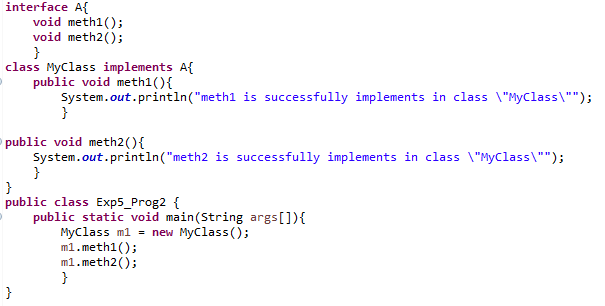 interface A{
    void meth1();
    void meth2();
    }
class MyClass implements A{
    public void meth1(){
        System.out.println("meth1 is successfully implements in class \"MyClass\"");
        }

public void meth2(){
    System.out.println("meth2 is successfully implements in class \"MyClass\"");
    }
}
public class Exp5_Prog2 {
    public static void main(String args[]){
        MyClass m1 = new MyClass();
        m1.meth1();
        m1.meth2();
        }
}